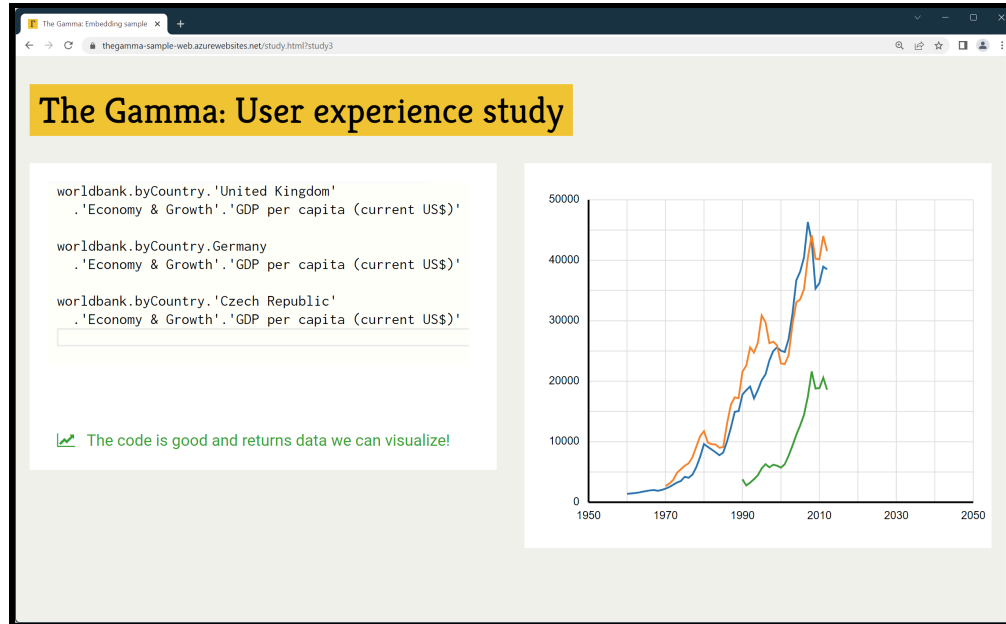 The Gamma: Embedding sample
thegamma-sample-web.azurewebsites.net/study.html?study3
The Gamma: User experience study
worldbank.byCountry.'United Kingdom'
.'Economy & Growth'.'GDP per capita (current US$)'
worldbank.byCountry.Germany
.'Economy & Growth'.'GDP per capita (current US$)'
worldbank.byCountry.'Czech Republic'
.'Economy & Growth'.'GDP per capita (current US$)'
The code is good and returns data we can visualize!
50000
40000
30000
20000
10000
0
1950 1970 1990 2010 2030 2050